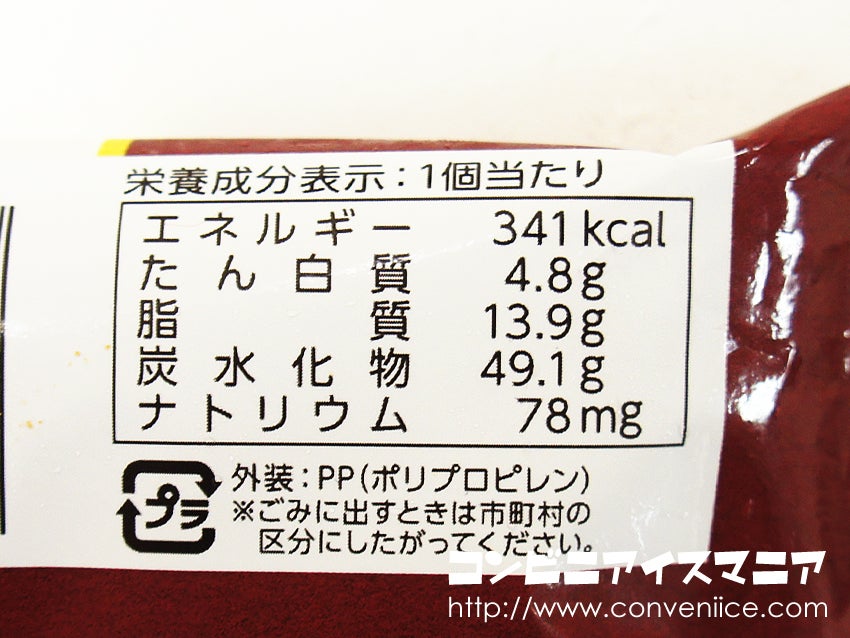 栄養成分表示：1個当たり
エネルギー 341kcal
たん白質 4.8g
脂質 13.9g
炭水化物 49.1g
ナトリウム 78mg
プラ
外装：PP(ポリプロピレン)
※ごみに出すときは市町村の
区分にしたがってください。
コンビニアイスマニア
http://www.conveniice.com